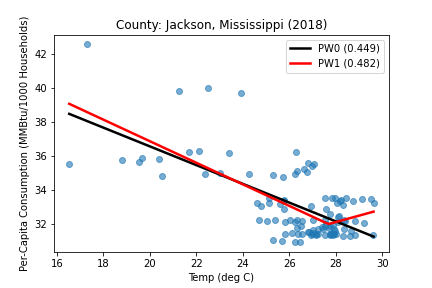 County: Jackson, Mississippi (2018)
Per-Capita Consumption (MMBtu/1000 Households)
42
40
38
36
34
32
PW0 (0.449)
PW1 (0.482)
16 18 20 22 24 26 28 30
Temp (deg C)